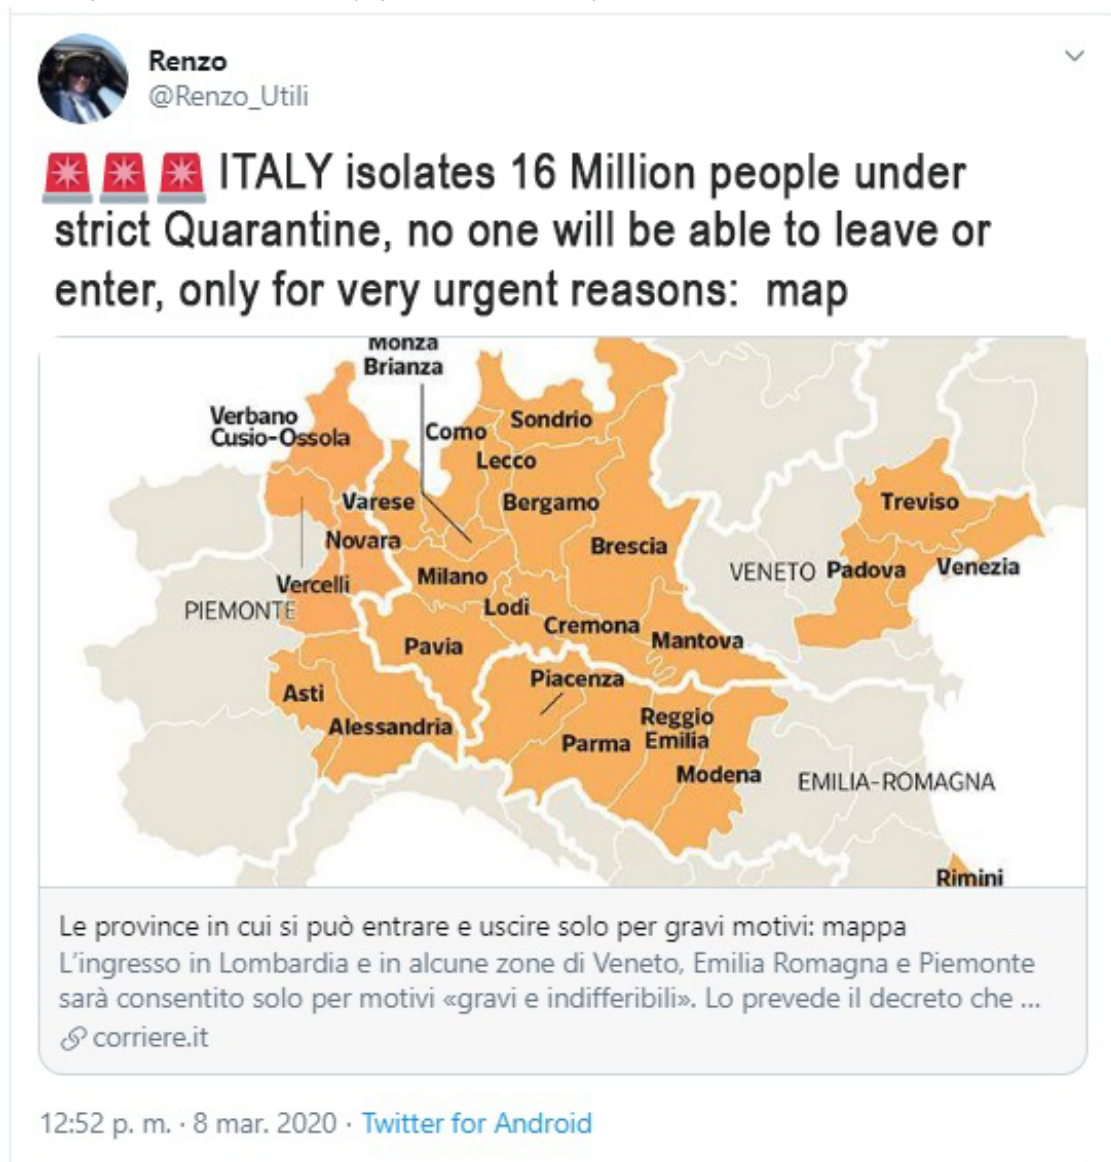 Renzo
@Renzo_Utili
🚨🚨🚨 ITALY isolates 16 Million people under
strict Quarantine, no one will be able to leave or
enter, only for very urgent reasons: map
Monza
Brianza
Verbano
Cusio-Ossola
Como
Sondrio
Lecco
Varese
Bergamo
Treviso
Novara
Brescia
Vercelli
Milano
VENETO
Padova
Venezia
PIEMONTE
Lodi
Cremona
Mantova
Pavia
Piacenza
Asti
Alessandria
Reggio
Emilia
Parma
Modena
EMILIA-ROMAGNA
Rimini
Le province in cui si può entrare e uscire solo per gravi motivi: mappa
L'ingresso in Lombardia e in alcune zone di Veneto, Emilia Romagna e Piemonte
sarà consentito solo per motivi «gravi e indifferibili». Lo prevede il decreto che ...
corriere.it
12:52 p. m. · 8 mar. 2020 · Twitter for Android